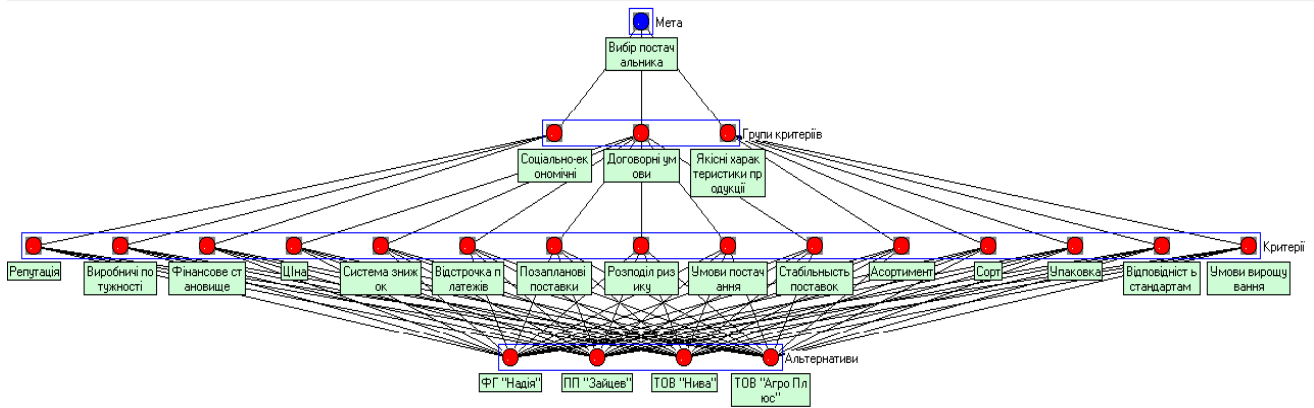 Мета
Вибір постач
альника
Групи критеріїв
Соціально-ек
ономічні
Договорні ум
ови
Якісні харак
теристики пр
одукції
Критерії
Репутація
Виробничі по
тужності
Фінансове ст
ановище
Ціна
Система зниж
ок
Відстрочка п
латежів
Позапланові
поставки
Розподіл риз
ику
Умови постач
ання
Стабільність
поставок
Асортимент
Сорт
Упаковка
Відповідніст ь
стандартам
Умови вирощу
вання
Альтернативи
ФГ "Надія"
ПП "Зайцев"
ТОВ "Нива"
ТОВ "Агро Пл
юс"